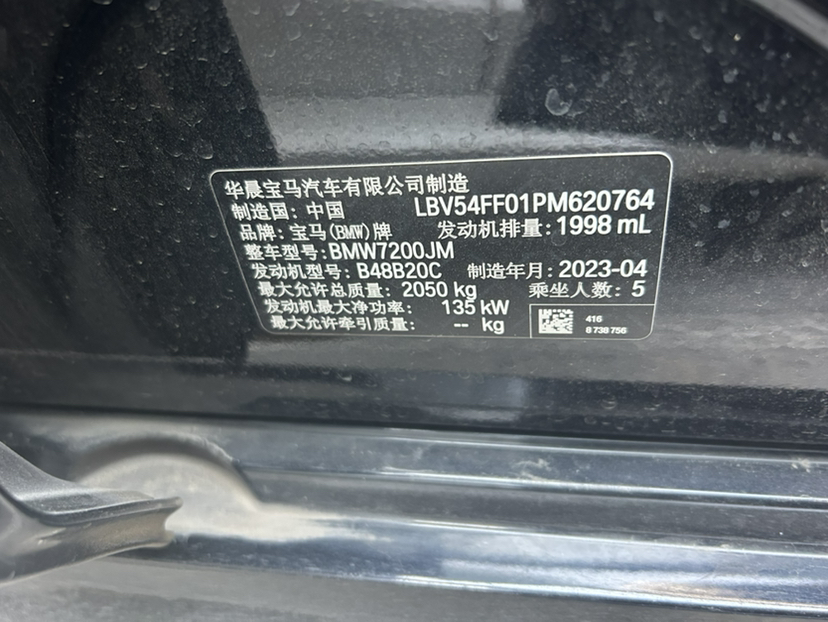 华晨宝马汽车有限公司制造
制造国：中国 LBV54FF01PM620764
品牌：宝马(BMW)牌 发动机排量：1998 mL
整车型号：BMW7200JM
发动机型号：B48B20C 制造年月：2023-04
最大允许总质量：2050 kg 乘坐人数：5
发动机最大净功率：135 kW
最大允许牵引质量：-- kg
416
8 738 756